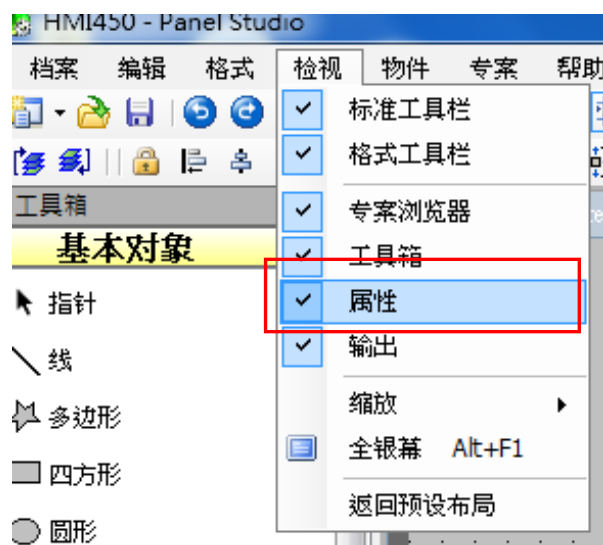 HMI450 - Panel Studio
档案 编辑 格式 检视 物件 专案 帮助
标准工具栏
格式工具栏
工具箱
专案浏览器
基本对象
工具箱
指针
属性
输出
线
缩放
多边形
全银幕 Alt+F1
四方形
返回预设布局
圆形